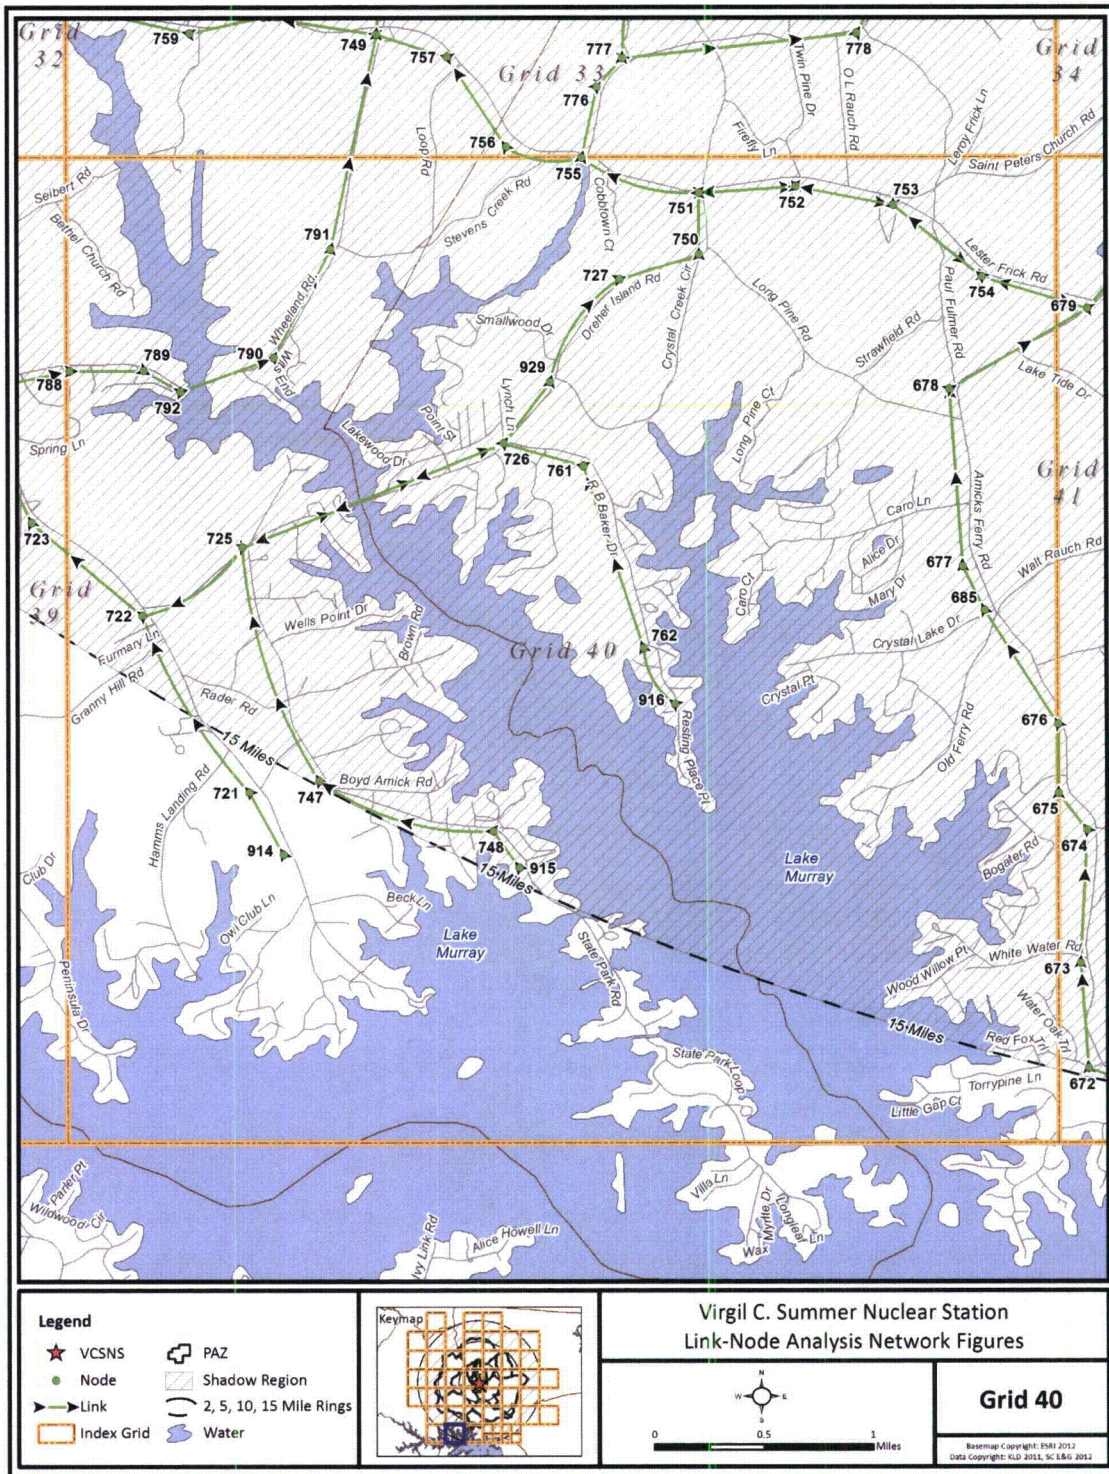 Grid
32
759
749
757
777
778
Grid 33
Grid
34
776
Twin Pine Dr
O L Rauch Rd
Leroy Frick Ln
Firefly
Ln
Saint Peters Church Rd
Loop Rd
756
755
Seibert Rd
Bethel Church Rd
Stevens Creek Rd
Cobbtown Ct
751
752
753
791
750
727
Dreher Island Rd
Crystal Creek Cir
Long Pine Rd
Lester Frick Rd
754
679
Paul Fulmer Rd
Wheeland Rd
Smallwood Dr
Strawfield Rd
788
789
790
792
Wits
End
929
Lynch Ln
678
Lake Tide Dr
Point St
Long Pine Ct
Spring Ln
Lakewood Dr
726
761
Grid
41
R B Baker Dr
Amicks Ferry Rd
Caro Ln
723
725
Alice Dr
677
Walt Rauch Rd
Grid
39
Caro Ct
Mary Dr
685
722
Wells Point Dr
Brown Rd
762
Crystal Lake Dr
Eurmary Ln
Granny Hill Rd
Grid 40
Rader Rd
916
Crystal Pt
Resting Place Pt
Old Ferry Rd
676
15 Miles
Hamms Landing Rd
721
747
Boyd Amick Rd
675
748
674
914
915
15 Miles
Lake
Murray
Bogater Rd
Club Dr
Beck Ln
Owl Club Ln
Lake
Murray
State Park Rd
Peninsula Dr
Wood Willow Pt
White Water Rd
673
Water Oak Trl
15 Miles
Red Fox Trl
672
State Park Loop
Torrypine Ln
Little Gap Ct
Parler Pt
Wildwood Cir
Villa Ln
Myrtle Dr
Wax
Longleaf Ln
Ivy Link Rd
Alice Howell Ln
Legend
VCSNS
PAZ
Node
Shadow Region
Link
2, 5, 10, 15 Mile Rings
Index Grid
Water
Keymap
Virgil C. Summer Nuclear Station
Link-Node Analysis Network Figures
N
W
E
S
0
0.5
1
Miles
Grid 40
Basemap Copyright: ESRI 2012
Data Copyright: KLD 2011, SC E&G 2012